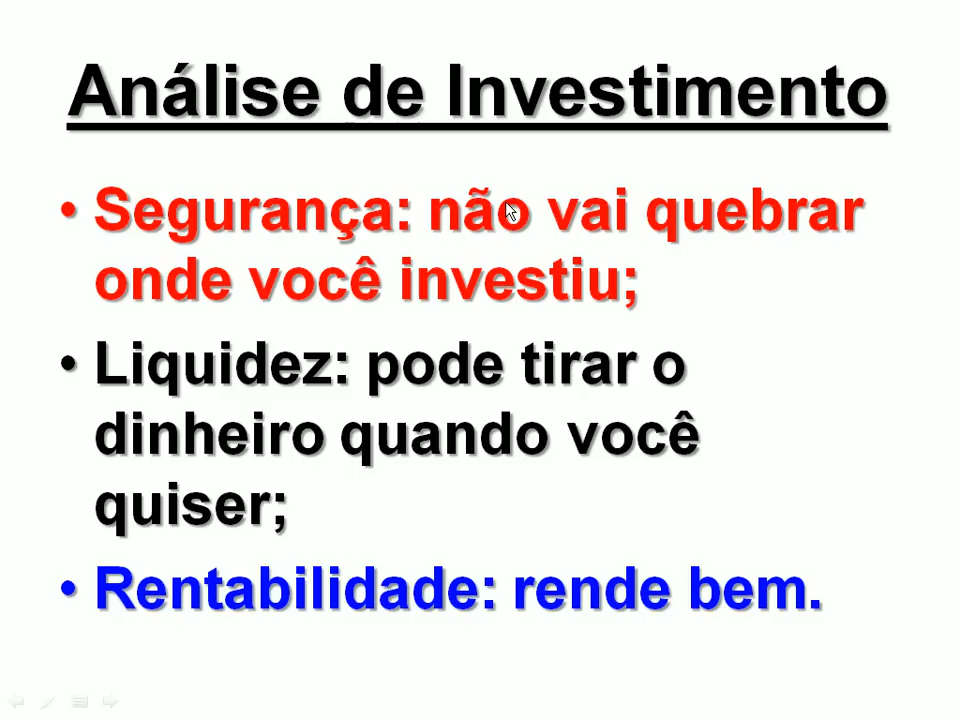 Análise de Investimento
• Segurança: não vai quebrar
onde você investiu;
• Liquidez: pode tirar o
dinheiro quando você
quiser;
• Rentabilidade: rende bem.